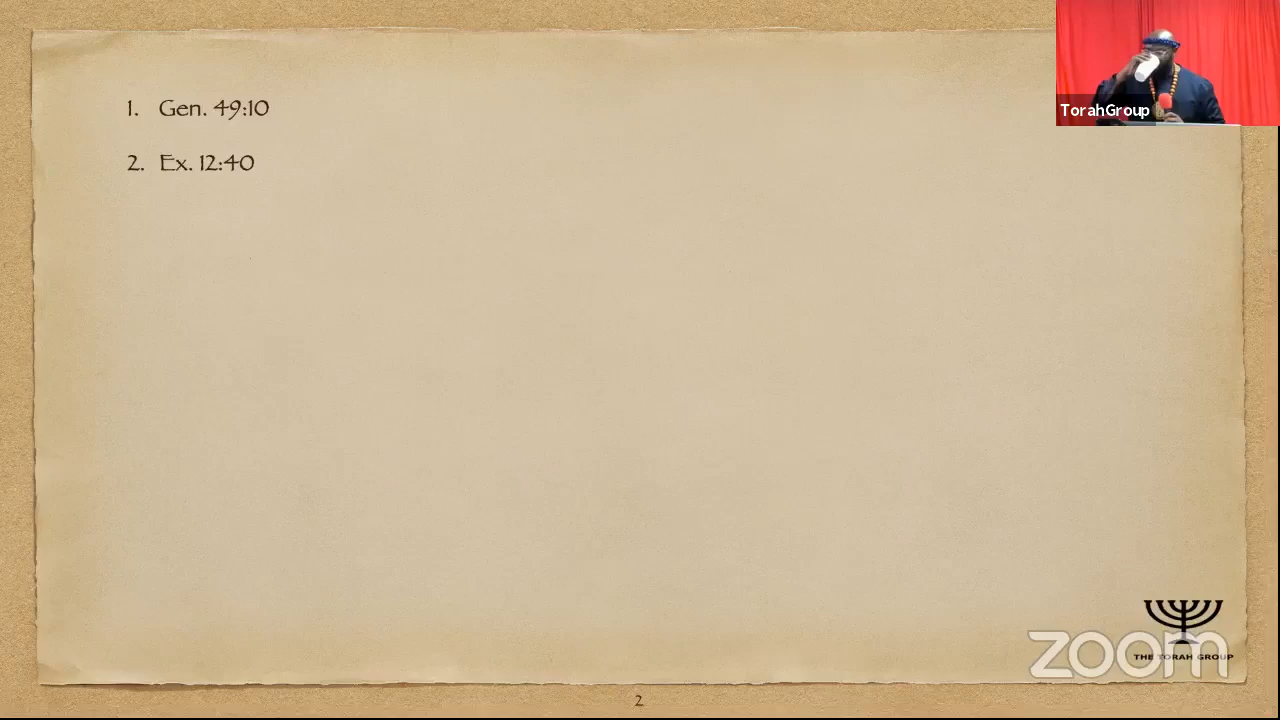 TorahGroup
1. Gen. 49:10
2. Ex. 12:40
zoom
THE TORAH GROUP
2